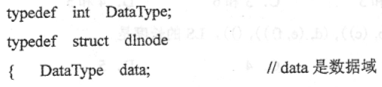 typedef int DataType;
typedef struct dlnode
{ DataType data; //data 是数据域